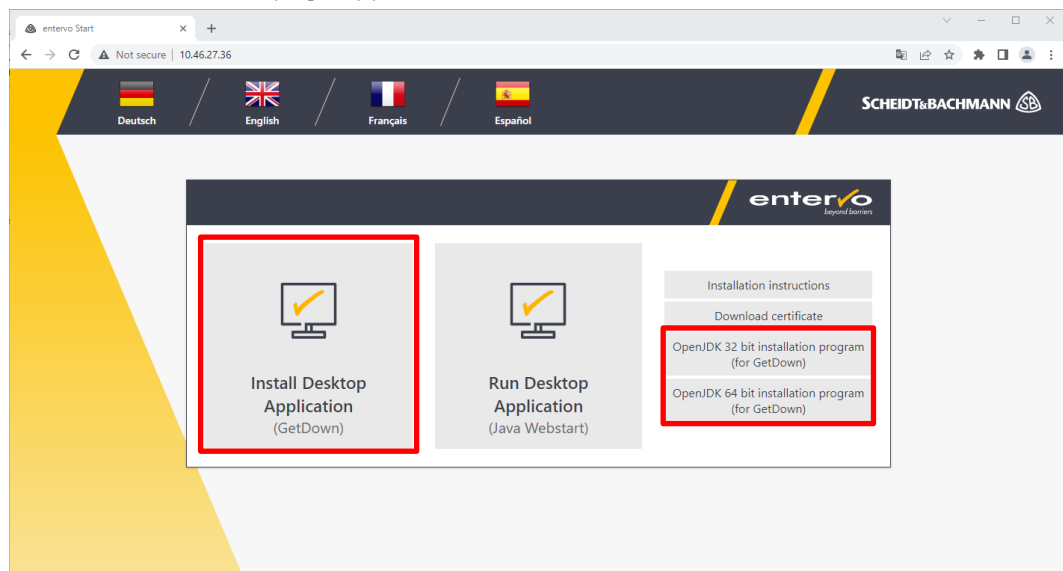 entervo Start
Not secure
10.46.27.36
Deutsch
English
Français
Español
SCHEIDT&BACHMANN SB
entervo
beyond barriers
Install Desktop
Application
(GetDown)
Run Desktop
Application
(Java Webstart)
Installation instructions
Download certificate
OpenJDK 32 bit installation program
(for GetDown)
OpenJDK 64 bit installation program
(for GetDown)